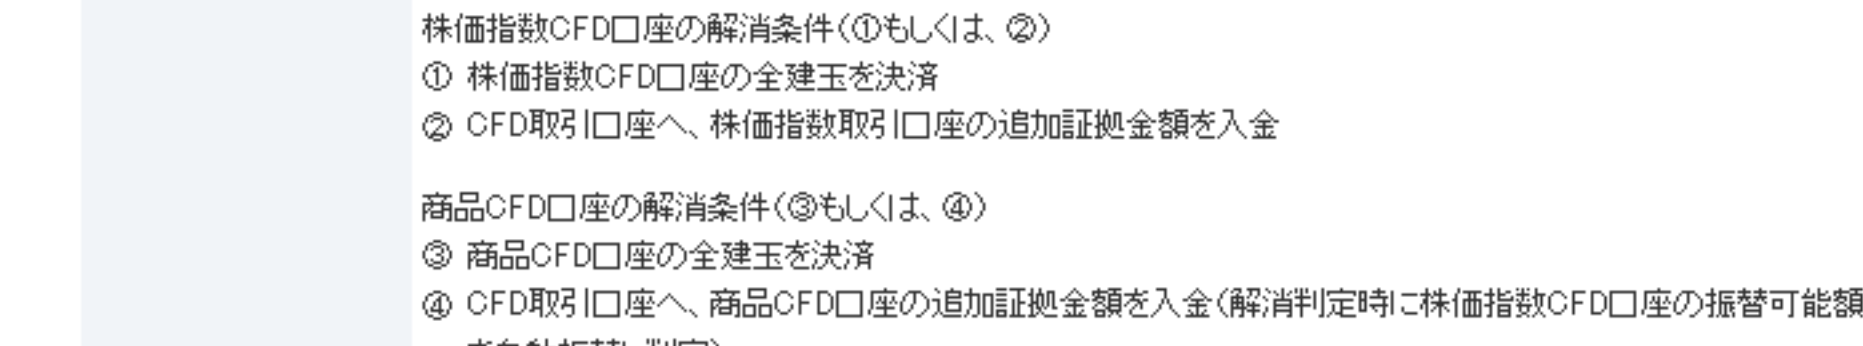 株価指数CFD口座の解消条件（①もしくは、②）
① 株価指数CFD口座の全建玉を決済
② CFD取引口座へ、株価指数取引口座の追加証拠金額を入金
商品CFD口座の解消条件（③もしくは、④）
③ 商品CFD口座の全建玉を決済
④ CFD取引口座へ、商品CFD口座の追加証拠金額を入金（解消判定時に株価指数CFD口座の振替可能額